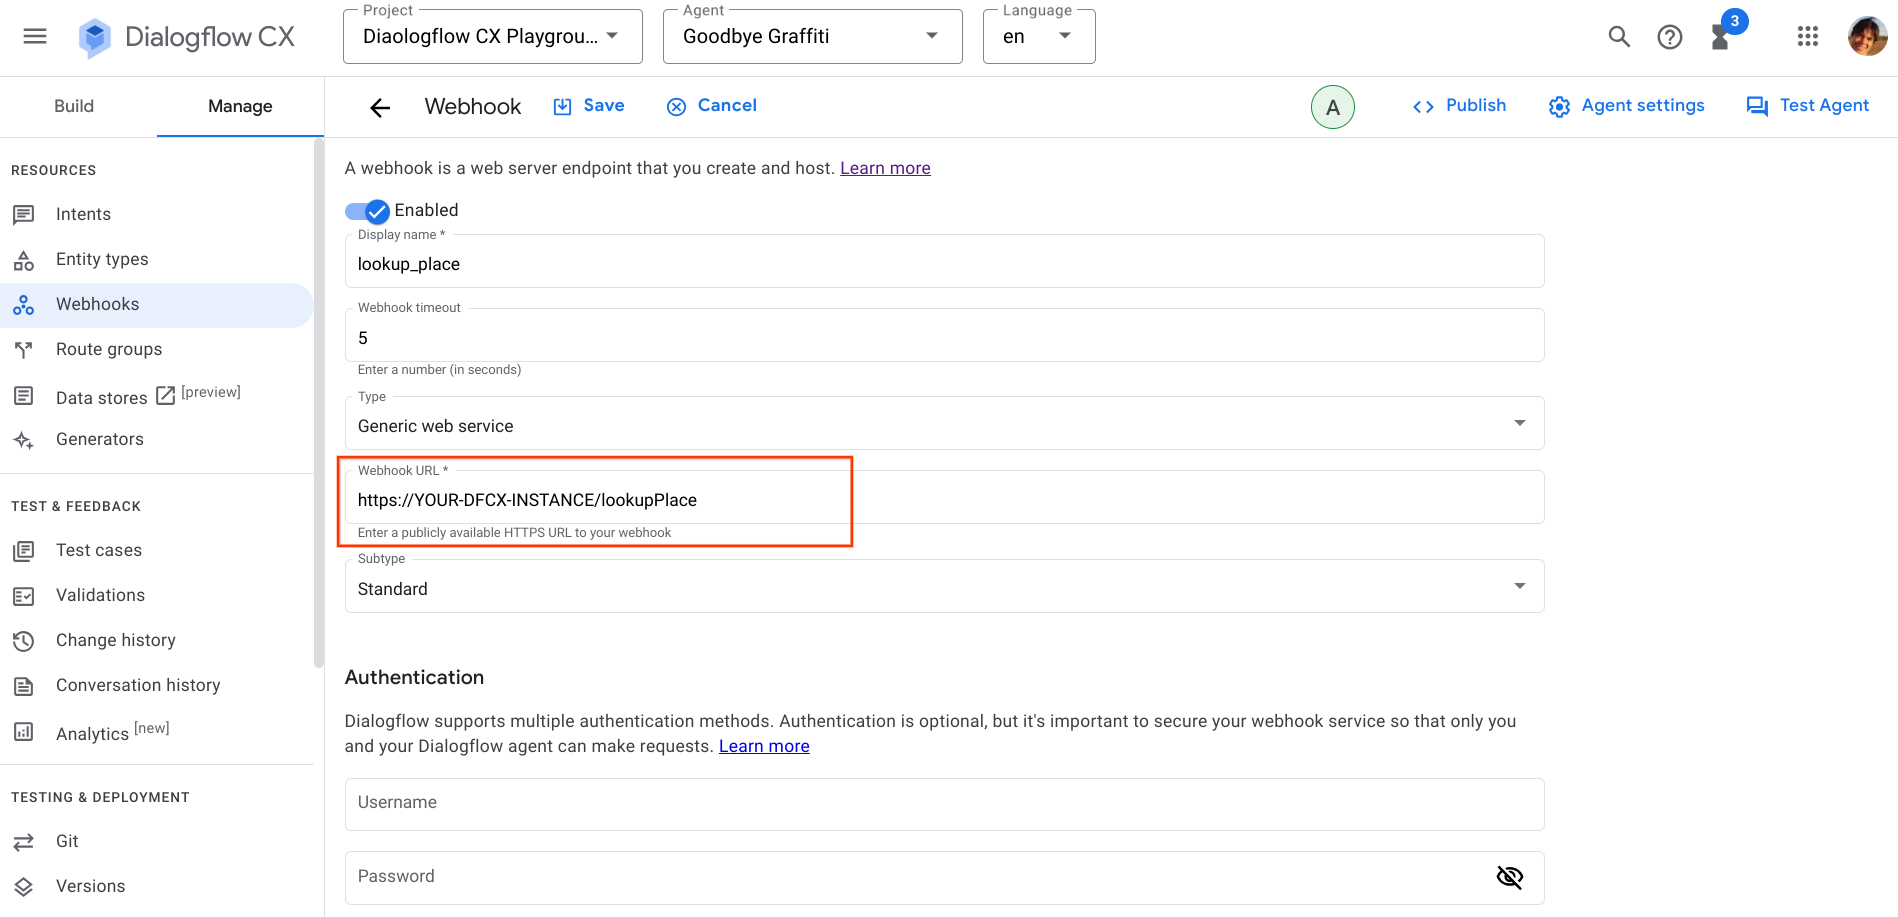 Dialogflow CX
Project
Diaologflow CX Playgrou...
Agent
Goodbye Graffiti
Language
en
3
Build
Manage
Webhook
Save
Cancel
A
Publish
Agent settings
Test Agent
RESOURCES
Intents
Entity types
Webhooks
Route groups
Data stores [preview]
Generators
TEST & FEEDBACK
Test cases
Validations
Change history
Conversation history
Analytics [new]
TESTING & DEPLOYMENT
Git
Versions
A webhook is a web server endpoint that you create and host. Learn more
Enabled
Display name *
lookup_place
Webhook timeout
5
Enter a number (in seconds)
Type
Generic web service
Webhook URL *
https://YOUR-DFCX-INSTANCE/lookupPlace
Enter a publicly available HTTPS URL to your webhook
Subtype
Standard
Authentication
Dialogflow supports multiple authentication methods. Authentication is optional, but it's important to secure your webhook service so that only you
and your Dialogflow agent can make requests. Learn more
Username
Password